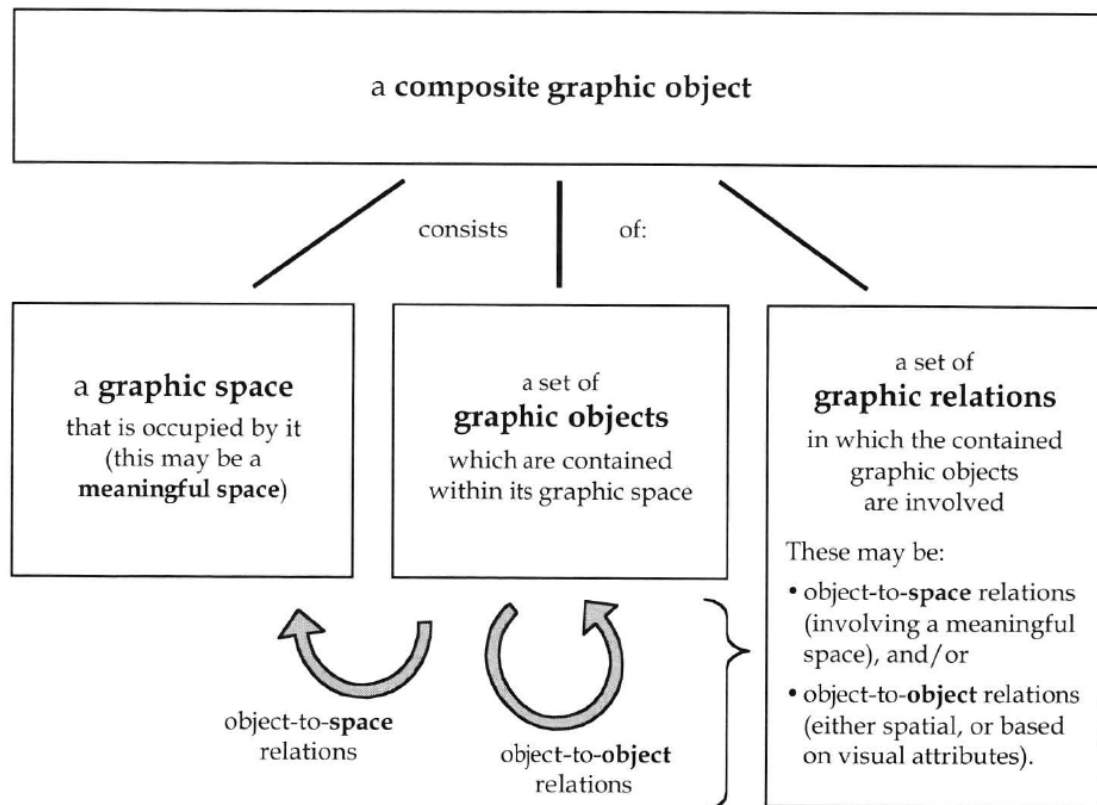 a composite graphic object
consists of:
a graphic space
that is occupied by it
(this may be a
meaningful space)
a set of
graphic objects
which are contained
within its graphic space
a set of
graphic relations
in which the contained
graphic objects
are involved
These may be:
• object-to-space relations
(involving a meaningful
space), and/or
• object-to-object relations
(either spatial, or based
on visual attributes).
object-to-space
relations
object-to-object
relations